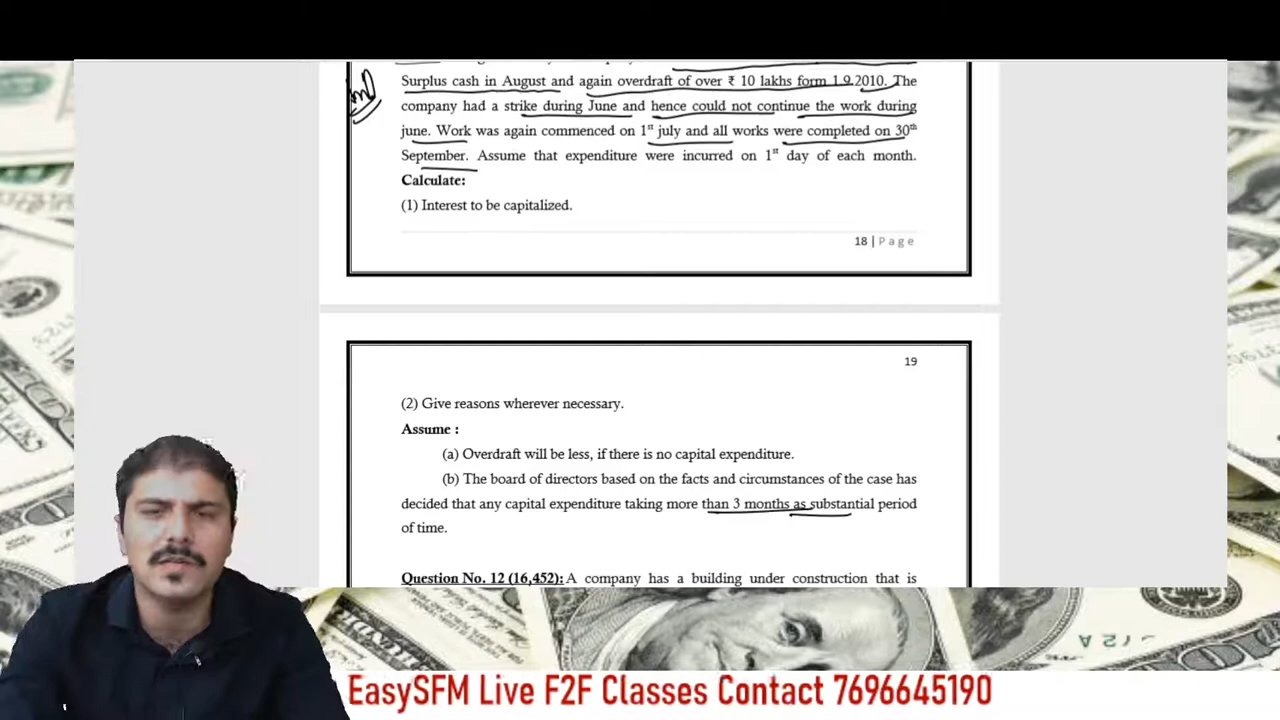 Surplus cash in August and again overdraft of over ₹ 10 lakhs form 1.9.2010. The
company had a strike during June and hence could not continue the work during
june. Work was again commenced on 1st july and all works were completed on 30th
September. Assume that expenditure were incurred on 1st day of each month.
Calculate:
(1) Interest to be capitalized.
18 | Page
19
(2) Give reasons wherever necessary.
Assume :
(a) Overdraft will be less, if there is no capital expenditure.
(b) The board of directors based on the facts and circumstances of the case has
decided that any capital expenditure taking more than 3 months as substantial period
of time.
Question No. 12 (16,452): A company has a building under construction that is
EasySFM Live F2F Classes Contact 7696645190